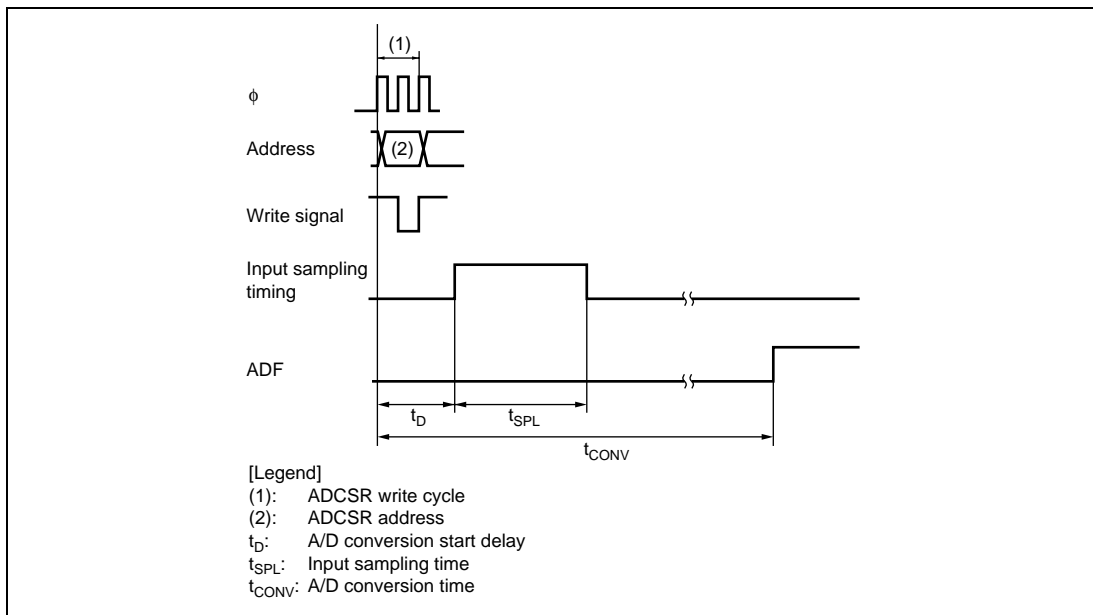 (1)
ϕ
Address
(2)
Write signal
Input sampling
timing
ADF
tD
tSPL
tCONV
[Legend]
(1): ADCSR write cycle
(2): ADCSR address
tD: A/D conversion start delay
tSPL: Input sampling time
tCONV: A/D conversion time